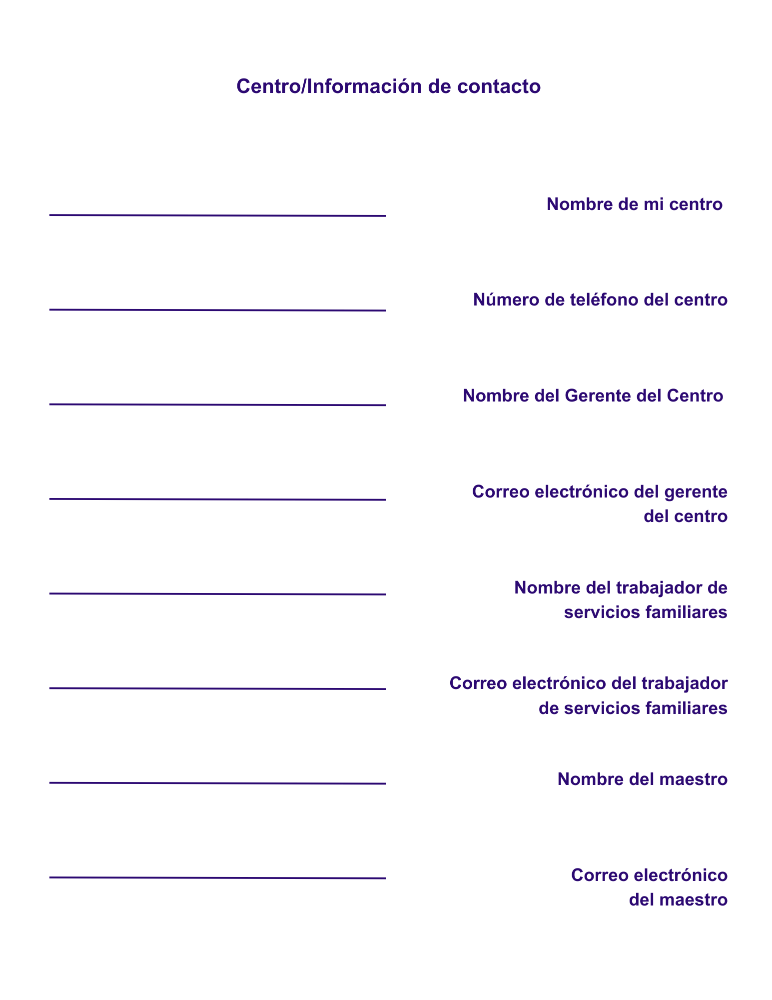 Centro/Información de contacto
Nombre de mi centro
Número de teléfono del centro
Nombre del Gerente del Centro
Correo electrónico del gerente
del centro
Nombre del trabajador de
servicios familiares
Correo electrónico del trabajador
de servicios familiares
Nombre del maestro
Correo electrónico
del maestro